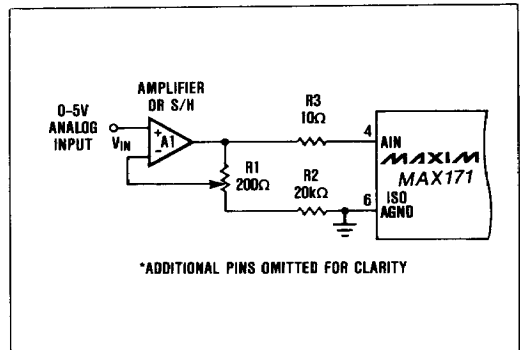 AMPLIFIER
OR S/H
0-5V
ANALOG
INPUT
VIN
+
A1
−
R1
200Ω
R3
10Ω
R2
20kΩ
4
AIN
MAXIM
MAX171
6
ISO
AGND
*ADDITIONAL PINS OMITTED FOR CLARITY